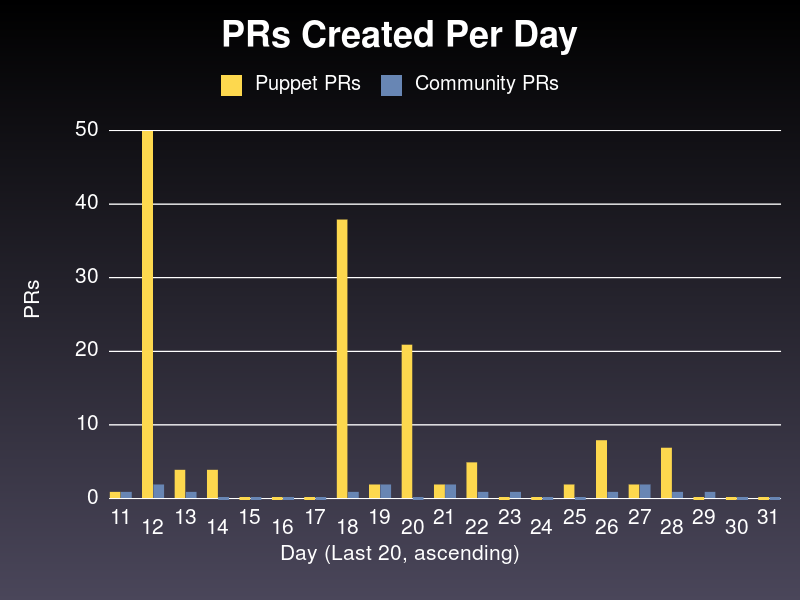 PRs Created Per Day
Puppet PRs Community PRs
50
40
30
20
10
0
PRs
11 12 13 14 15 16 17 18 19 20 21 22 23 24 25 26 27 28 29 30 31
Day (Last 20, ascending)